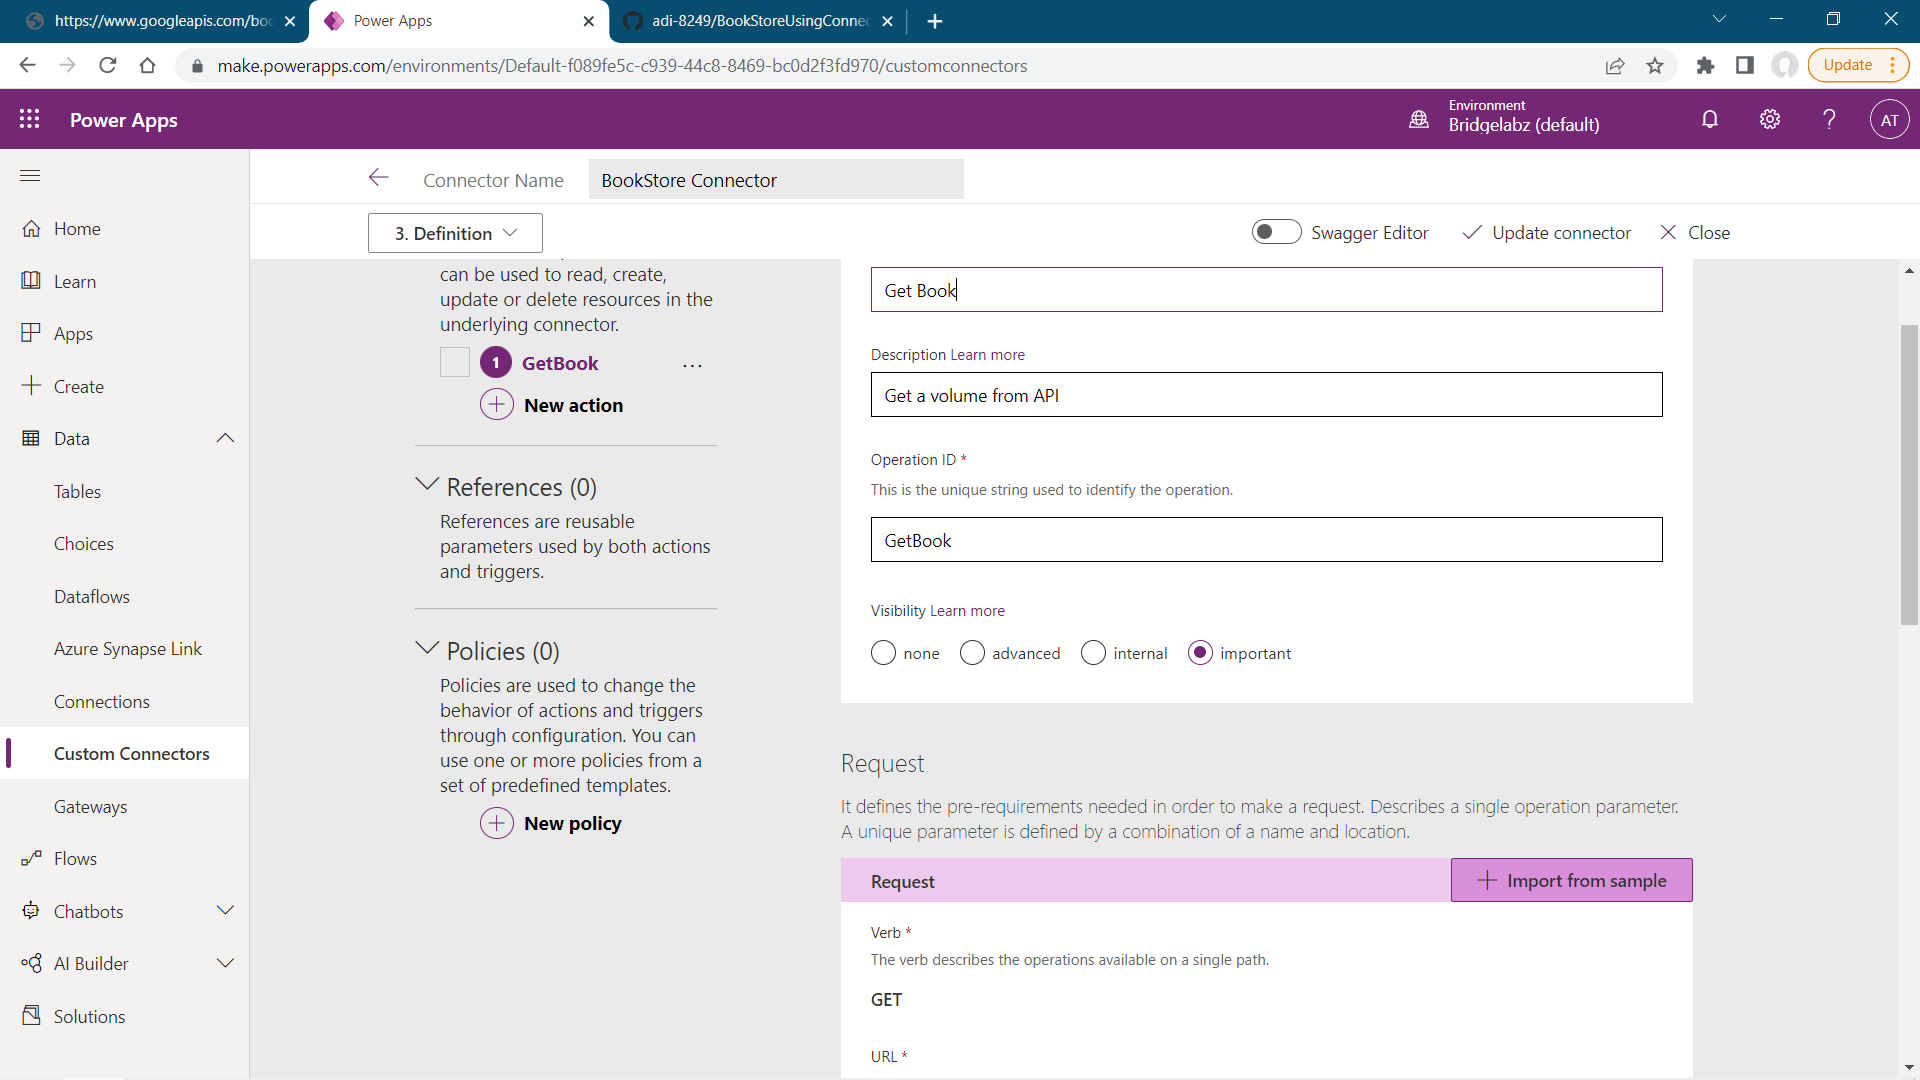 https://www.googleapis.com/boo
Power Apps
adi-8249/BookStoreUsingConnec
make.powerapps.com/environments/Default-f089fe5c-c939-44c8-8469-bc0d2f3fd970/customconnectors
Update
Power Apps
Environment
Bridgelabz (default)
AT
Connector Name
BookStore Connector
3. Definition
Swagger Editor
Update connector
Close
Home
Learn
Apps
Create
Data
Tables
Choices
Dataflows
Azure Synapse Link
Connections
Custom Connectors
Gateways
Flows
Chatbots
AI Builder
Solutions
can be used to read, create,
update or delete resources in the
underlying connector.
1 GetBook ...
New action
References (0)
References are reusable
parameters used by both actions
and triggers.
Policies (0)
Policies are used to change the
behavior of actions and triggers
through configuration. You can
use one or more policies from a
set of predefined templates.
New policy
Get Book
Description Learn more
Get a volume from API
Operation ID *
This is the unique string used to identify the operation.
GetBook
Visibility Learn more
none advanced internal important
Request
It defines the pre-requirements needed in order to make a request. Describes a single operation parameter.
A unique parameter is defined by a combination of a name and location.
Request
Import from sample
Verb *
The verb describes the operations available on a single path.
GET
URL *